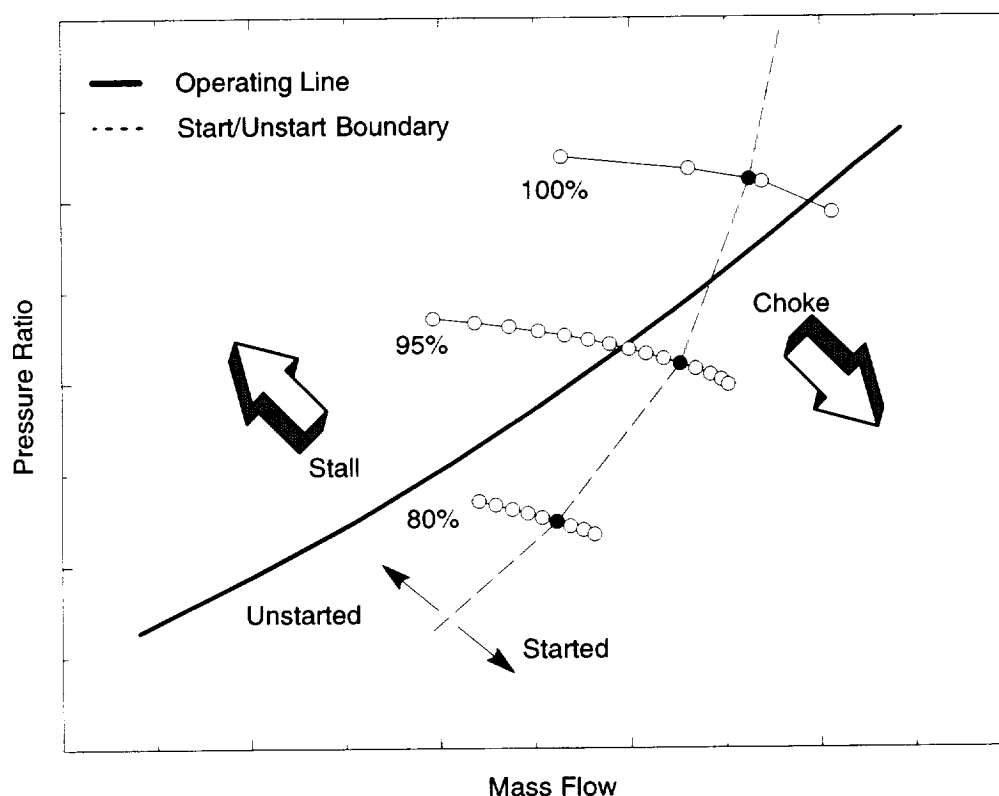 Operating Line
Start/Unstart Boundary
100%
Choke
95%
Stall
80%
Unstarted
Started
Pressure Ratio
Mass Flow